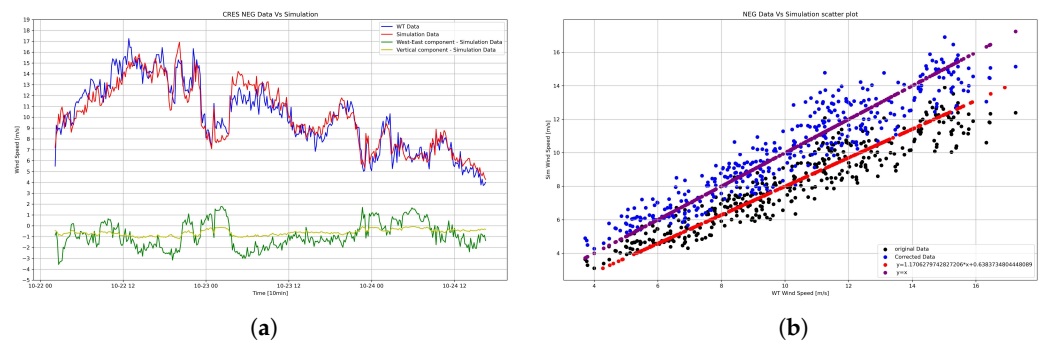 CRES NEG Data Vs Simulation
WT Data
Simulation Data
West-East component - Simulation Data
Vertical component - Simulation Data
19
18
17
16
15
14
13
12
11
10
9
8
7
6
5
4
3
2
1
0
−1
−2
−3
−4
−5
Wind Speed [m/s]
10-22 00
10-22 12
10-23 00
10-23 12
10-24 00
10-24 12
Time [10min]
(a)
NEG Data Vs Simulation scatter plot
16
14
12
10
8
6
4
Sim Wind Speed [m/s]
original Data
Corrected Data
y=1.1706279742827206*x+0.6383734804448089
y=x
4
6
8
10
12
14
16
WT Wind Speed [m/s]
(b)